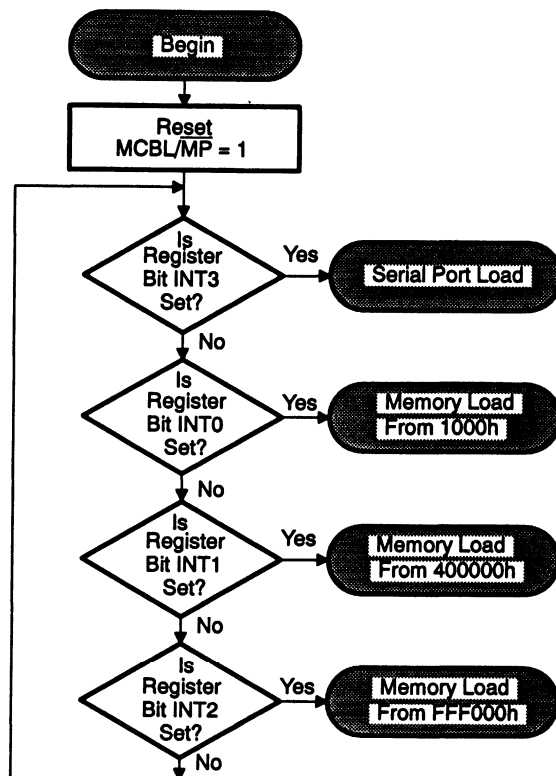 Begin
Reset
MCBL/MP = 1
Is
Register
Bit INT3
Set?
Yes
Serial Port Load
No
Is
Register
Bit INT0
Set?
Yes
Memory Load
From 1000h
No
Is
Register
Bit INT1
Set?
Yes
Memory Load
From 400000h
No
Is
Register
Bit INT2
Set?
Yes
Memory Load
From FFF000h
No